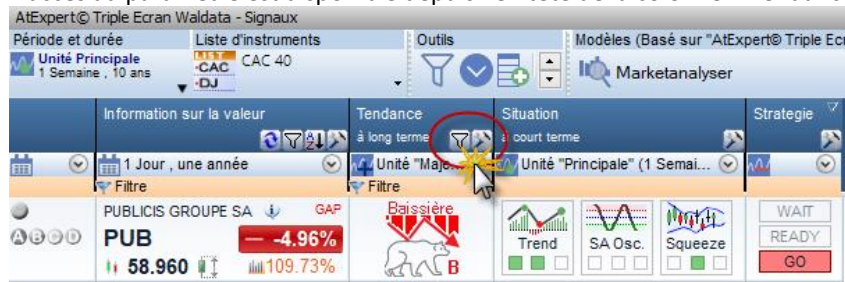 AtExpert© Triple Ecran Waldata - Signaux
Période et durée
Liste d'instruments
Outils
Modèles (Basé sur "AtExpert® Triple Ecr
Unité Principale
1 Semaine , 10 ans
LIST
CAC
DJ
CAC 40
Marketanalyser
Information sur la valeur
Tendance
à long terme
Situation
à court terme
Strategie
1 Jour , une année
Unité "Maje
Unité "Principale" (1 Semai...
Filtre
Filtre
PUBLICIS GROUPE SA
GAP
PUB
-4.96%
58.960
109.73%
A B C D
Baissière
B
Trend
SA Osc.
Squeeze
WAIT
READY
GO